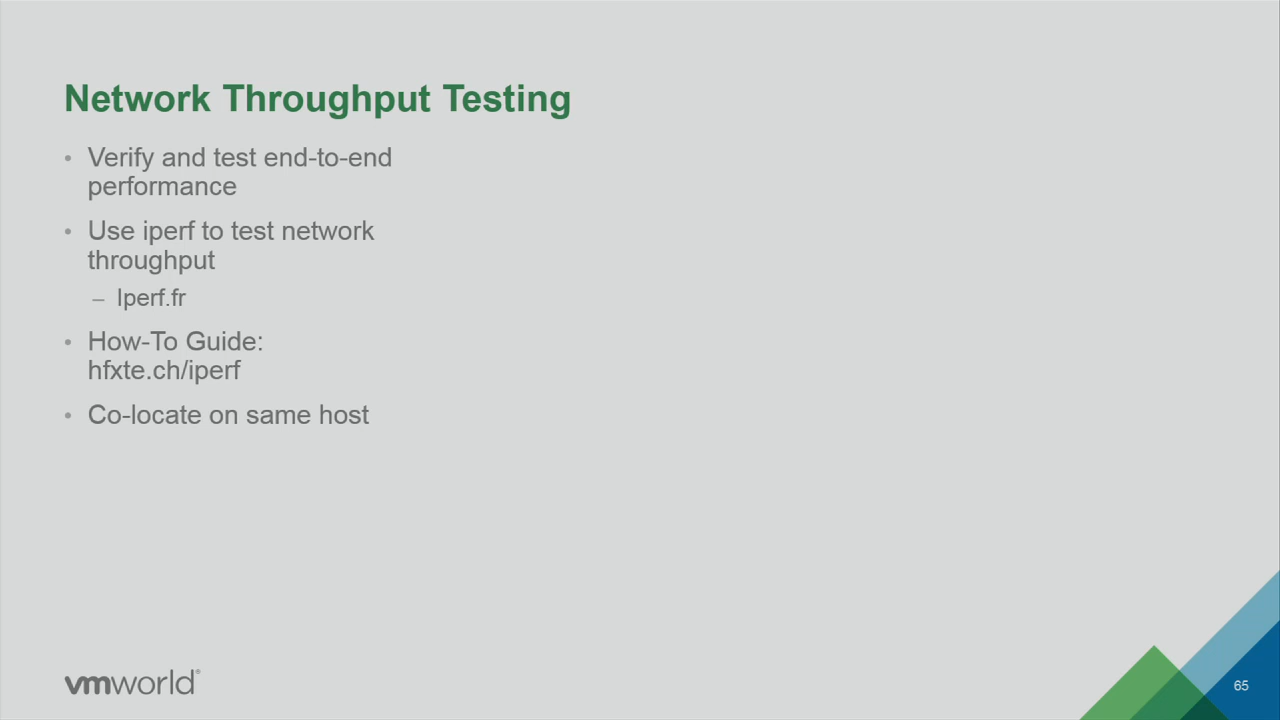 Network Throughput Testing
• Verify and test end-to-end
performance
• Use iperf to test network
throughput
– Iperf.fr
• How-To Guide:
hfxte.ch/iperf
• Co-locate on same host
vmworld®
65